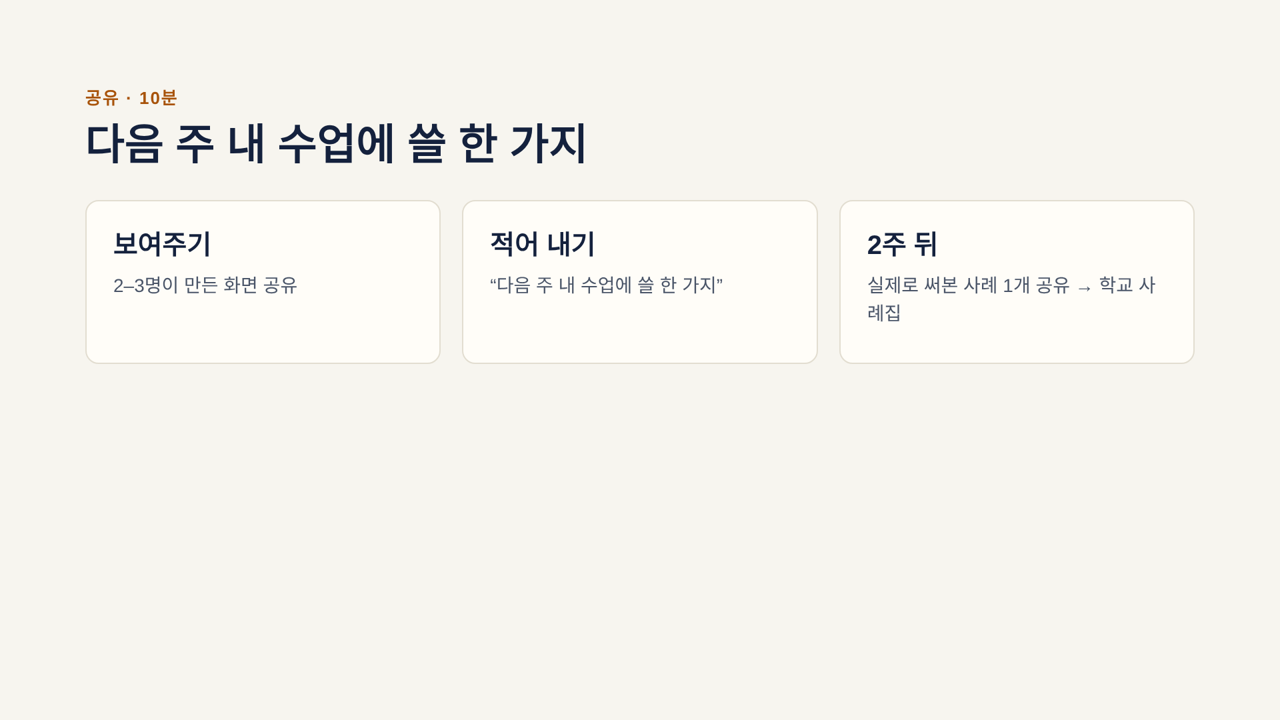 공유 · 10분
다음 주 내 수업에 쓸 한 가지
보여주기
2–3명이 만든 화면 공유
적어 내기
“다음 주 내 수업에 쓸 한 가지”
2주 뒤
실제로 써본 사례 1개 공유 → 학교 사
례집